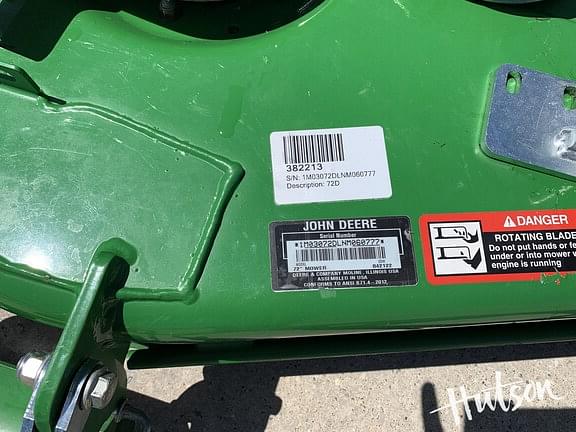 382213
S/N: 1M03072DLNM060777
Description: 72D
JOHN DEERE
Serial Number
*1M03072DLNM060777*
MODEL
72" MOWER
042122
DEERE & COMPANY MOLINE, ILLINOIS USA
ASSEMBLED IN USA
CONFORMS TO ANSI B71.4 - 2012
DANGER
ROTATING BLADE
Do not put hands or fe
under or into mower w
engine is running
Hutson